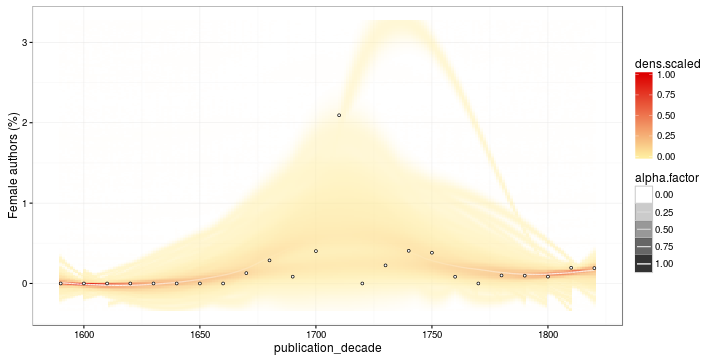 3
2
1
0
Female authors (%)
1600 1650 1700 1750 1800
publication_decade
dens.scaled
1.00
0.75
0.50
0.25
0.00
alpha.factor
0.00
0.25
0.50
0.75
1.00